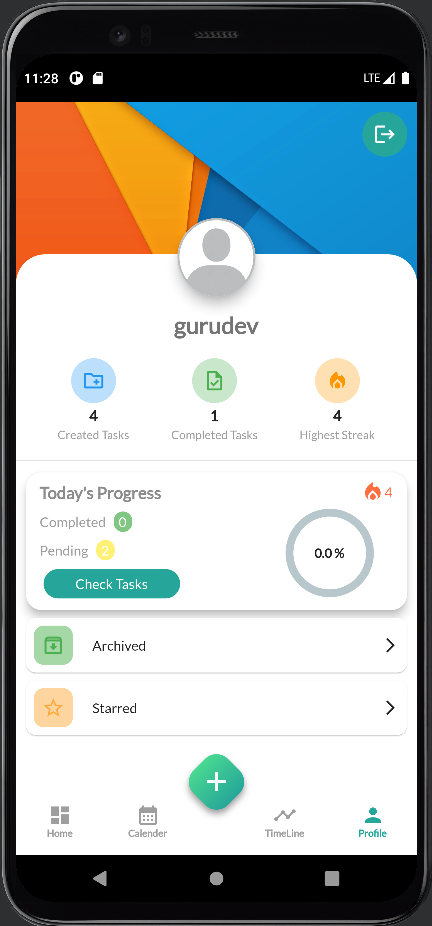 11:28 LTE
gurudev
4 1 4
Created Tasks Completed Tasks Highest Streak
Today's Progress 4
Completed 0
Pending 2
0.0 %
Check Tasks
Archived
Starred
Home Calender TimeLine Profile